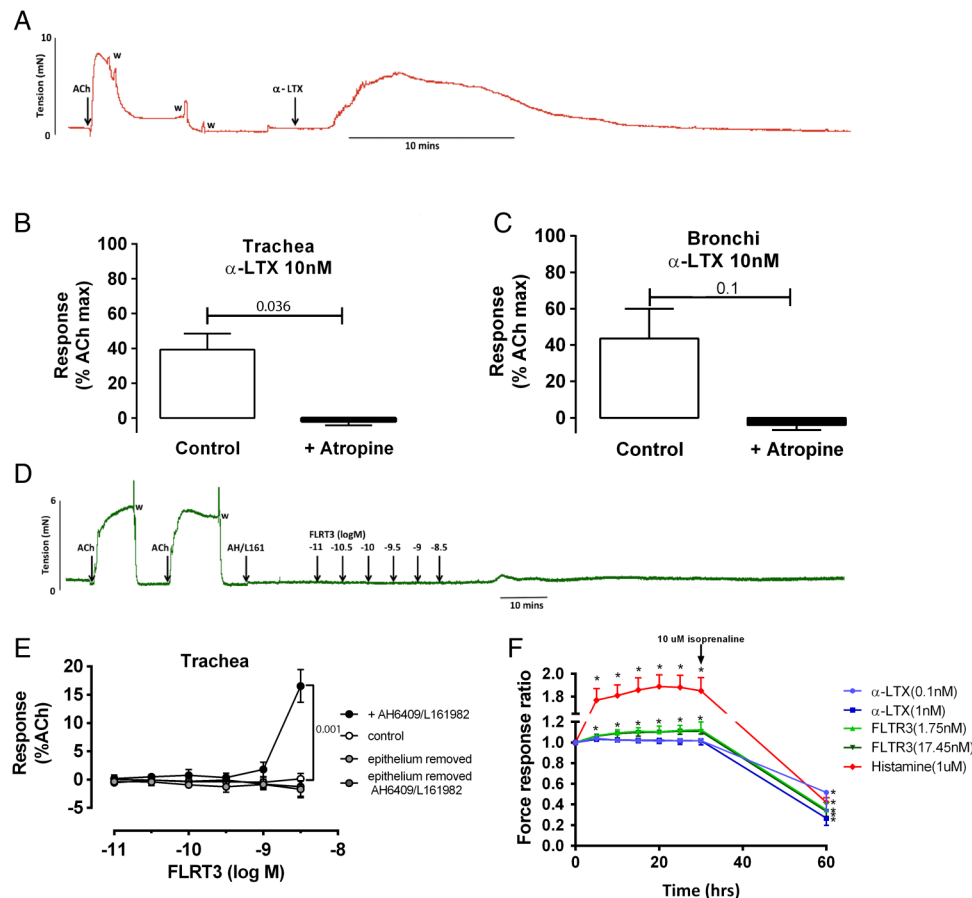 A
10
Tension (mN)
0
ACh
w
w
w
α- LTX
10 mins
B
Trachea
α-LTX 10nM
Response
(% ACh max)
100
80
60
40
20
0
0.036
Control
+ Atropine
C
Bronchi
α-LTX 10nM
Response
(% ACh max)
100
80
60
40
20
0
0.1
Control
+ Atropine
D
6
Tension (mN)
0
ACh
w
ACh
w
AH/L161
FLRT3 (logM)
-11 -10.5 -10 -9.5 -9 -8.5
10 mins
E
Trachea
Response
(%ACh)
20
15
10
5
0
-5
-11 -10 -9 -8
FLRT3 (log M)
0.001
+ AH6409/L161982
control
epithelium removed
epithelium removed
AH6409/L161982
F
10 uM isoprenaline
Force response ratio
1.8
1.2
1.0
0.8
0.6
0.4
0.2
0.0
* * * * * *
* * * * * *
*
*
*
*
*
0 20 40 60
Time (hrs)
α-LTX(0.1nM)
α-LTX(1nM)
FLTR3(1.75nM)
FLTR3(17.45nM)
Histamine(1uM)